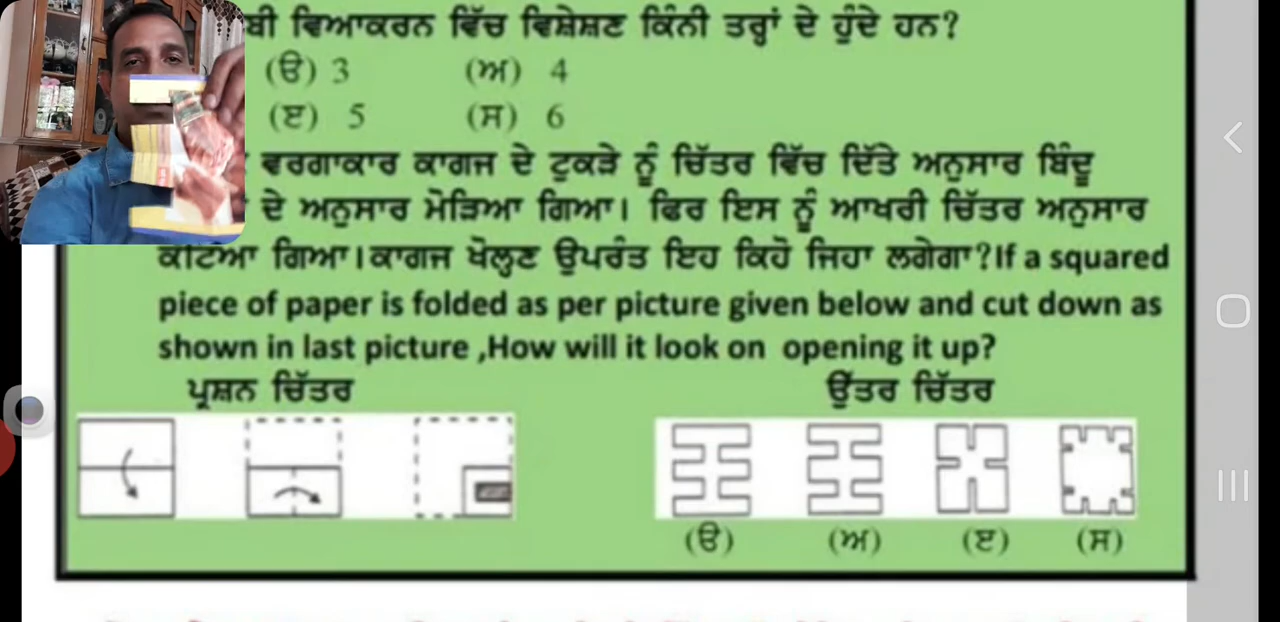 ਵਿਆਕਰਨ ਵਿੱਚ ਵਿਸ਼ੇਸ਼ਣ ਕਿੰਨੀ ਤਰ੍ਹਾਂ ਦੇ ਹੁੰਦੇ ਹਨ?
(ੳ) 3 (ਅ) 4
(ੲ) 5 (ਸ) 6
ਵਰਗਾਕਾਰ ਕਾਗਜ ਦੇ ਟੁਕੜੇ ਨੂੰ ਚਿੱਤਰ ਵਿੱਚ ਦਿੱਤੇ ਅਨੁਸਾਰ ਬਿੰਦੂ
ਦੇ ਅਨੁਸਾਰ ਮੋੜਿਆ ਗਿਆ। ਫਿਰ ਇਸ ਨੂੰ ਆਖਰੀ ਚਿੱਤਰ ਅਨੁਸਾਰ
ਕੱਟਿਆ ਗਿਆ।ਕਾਗਜ ਖੋਲ੍ਹਣ ਉਪਰੰਤ ਇਹ ਕਿਹੋ ਜਿਹਾ ਲਗੇਗਾ?If a squared
piece of paper is folded as per picture given below and cut down as
shown in last picture ,How will it look on opening it up?
ਪ੍ਰਸ਼ਨ ਚਿੱਤਰ ਉੱਤਰ ਚਿੱਤਰ
(ੳ) (ਅ) (ੲ) (ਸ)